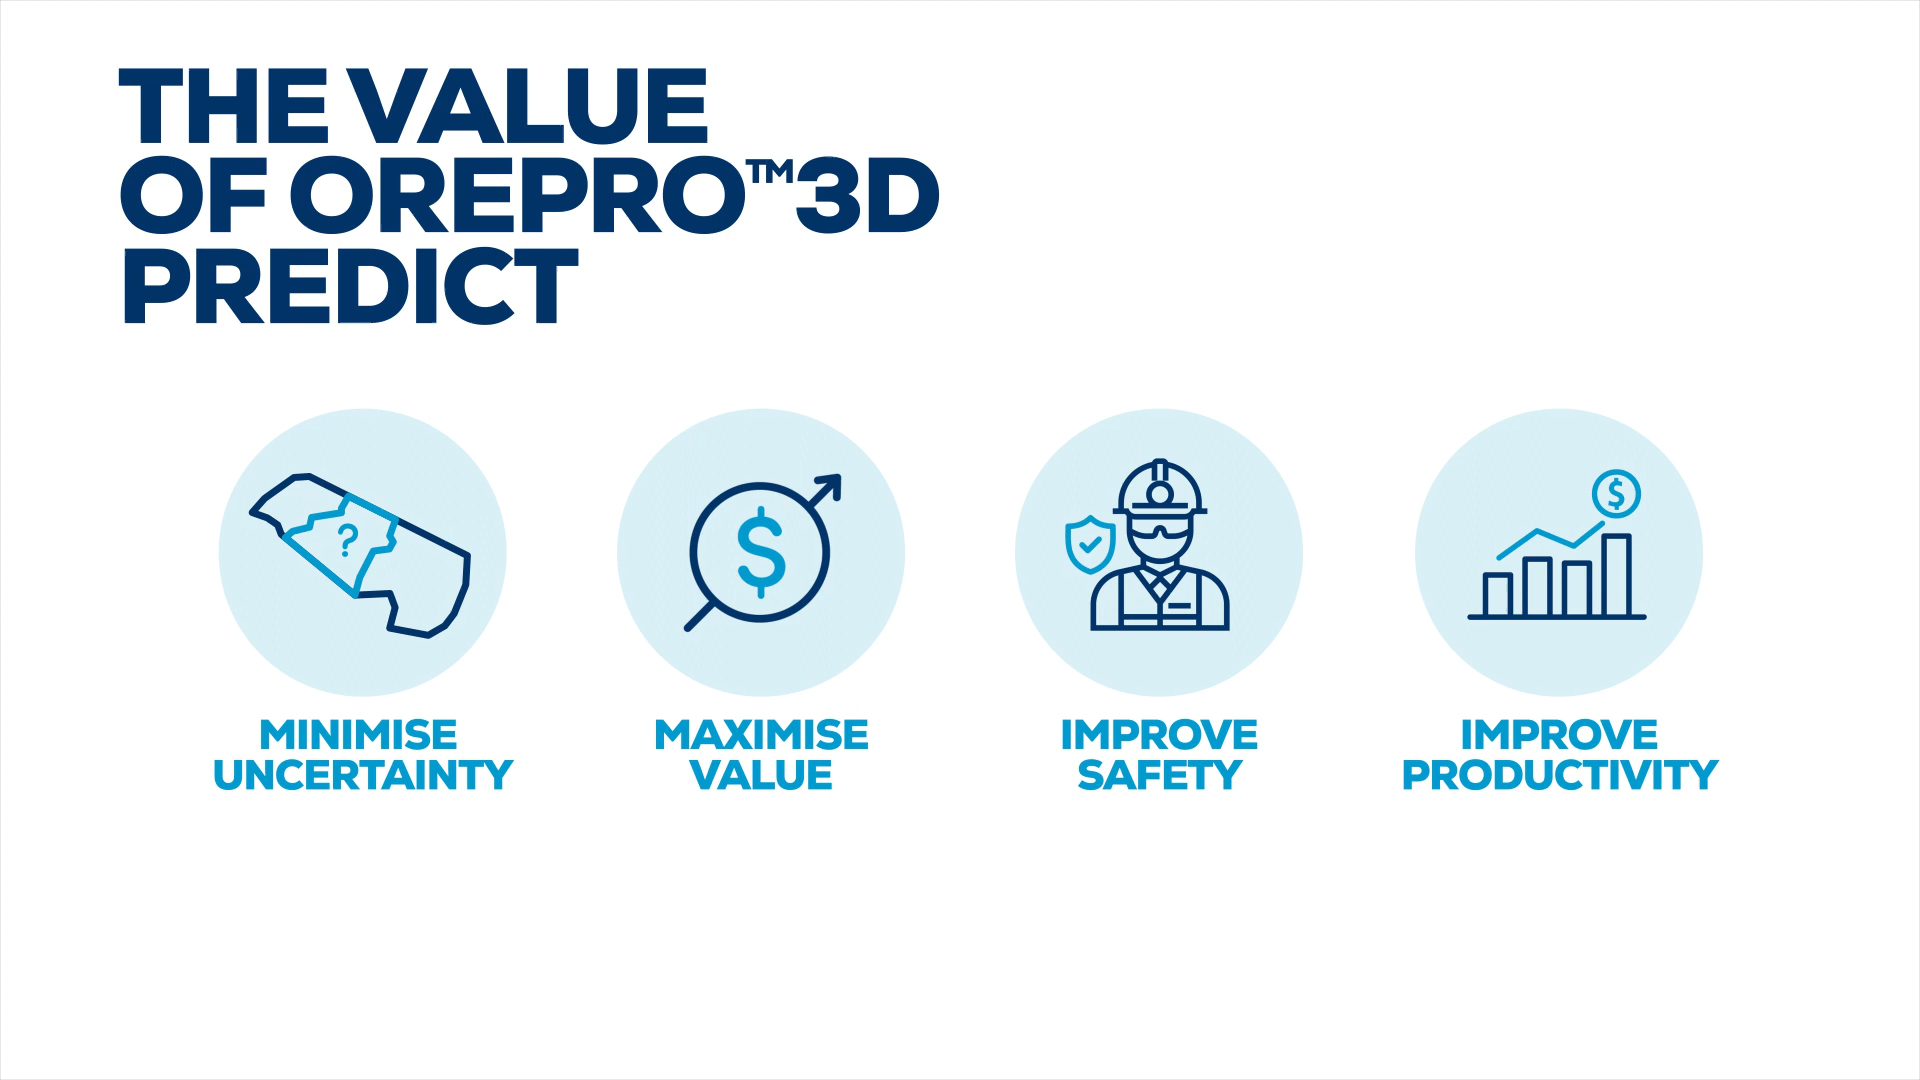 THE VALUE
OF OREPRO™3D
PREDICT
?
$
$
MINIMISE
UNCERTAINTY
MAXIMISE
VALUE
IMPROVE
SAFETY
IMPROVE
PRODUCTIVITY